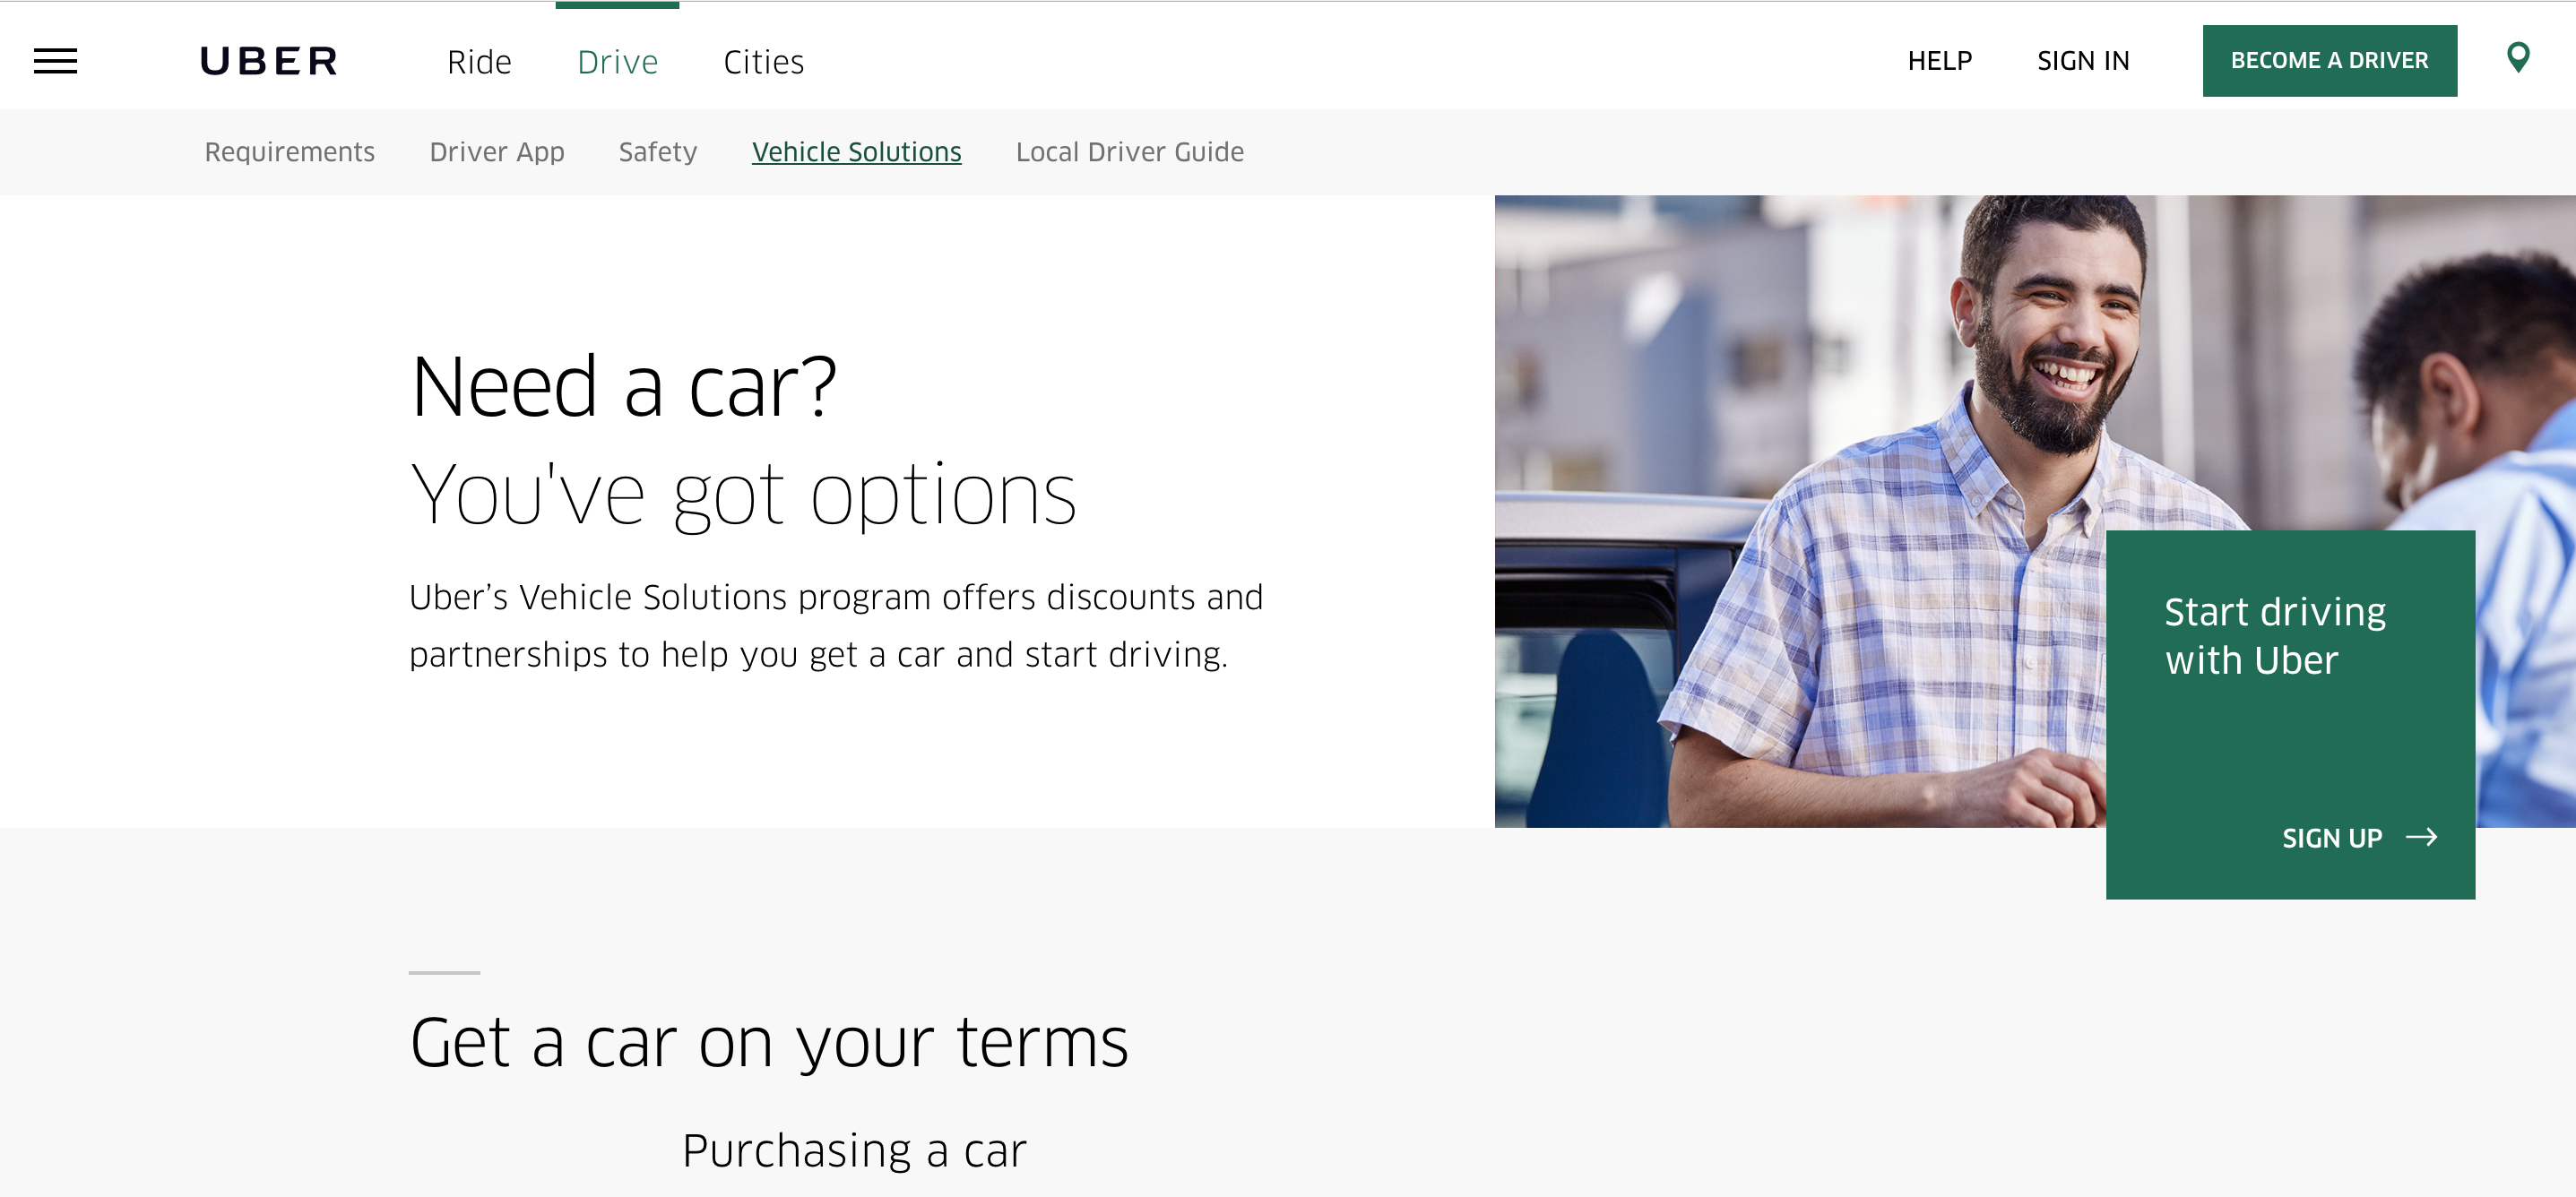 UBER
Ride
Drive
Cities
HELP
SIGN IN
BECOME A DRIVER
Requirements
Driver App
Safety
Vehicle Solutions
Local Driver Guide
Need a car?
You've got options
Uber’s Vehicle Solutions program offers discounts and
partnerships to help you get a car and start driving.
Start driving
with Uber
SIGN UP
Get a car on your terms
Purchasing a car